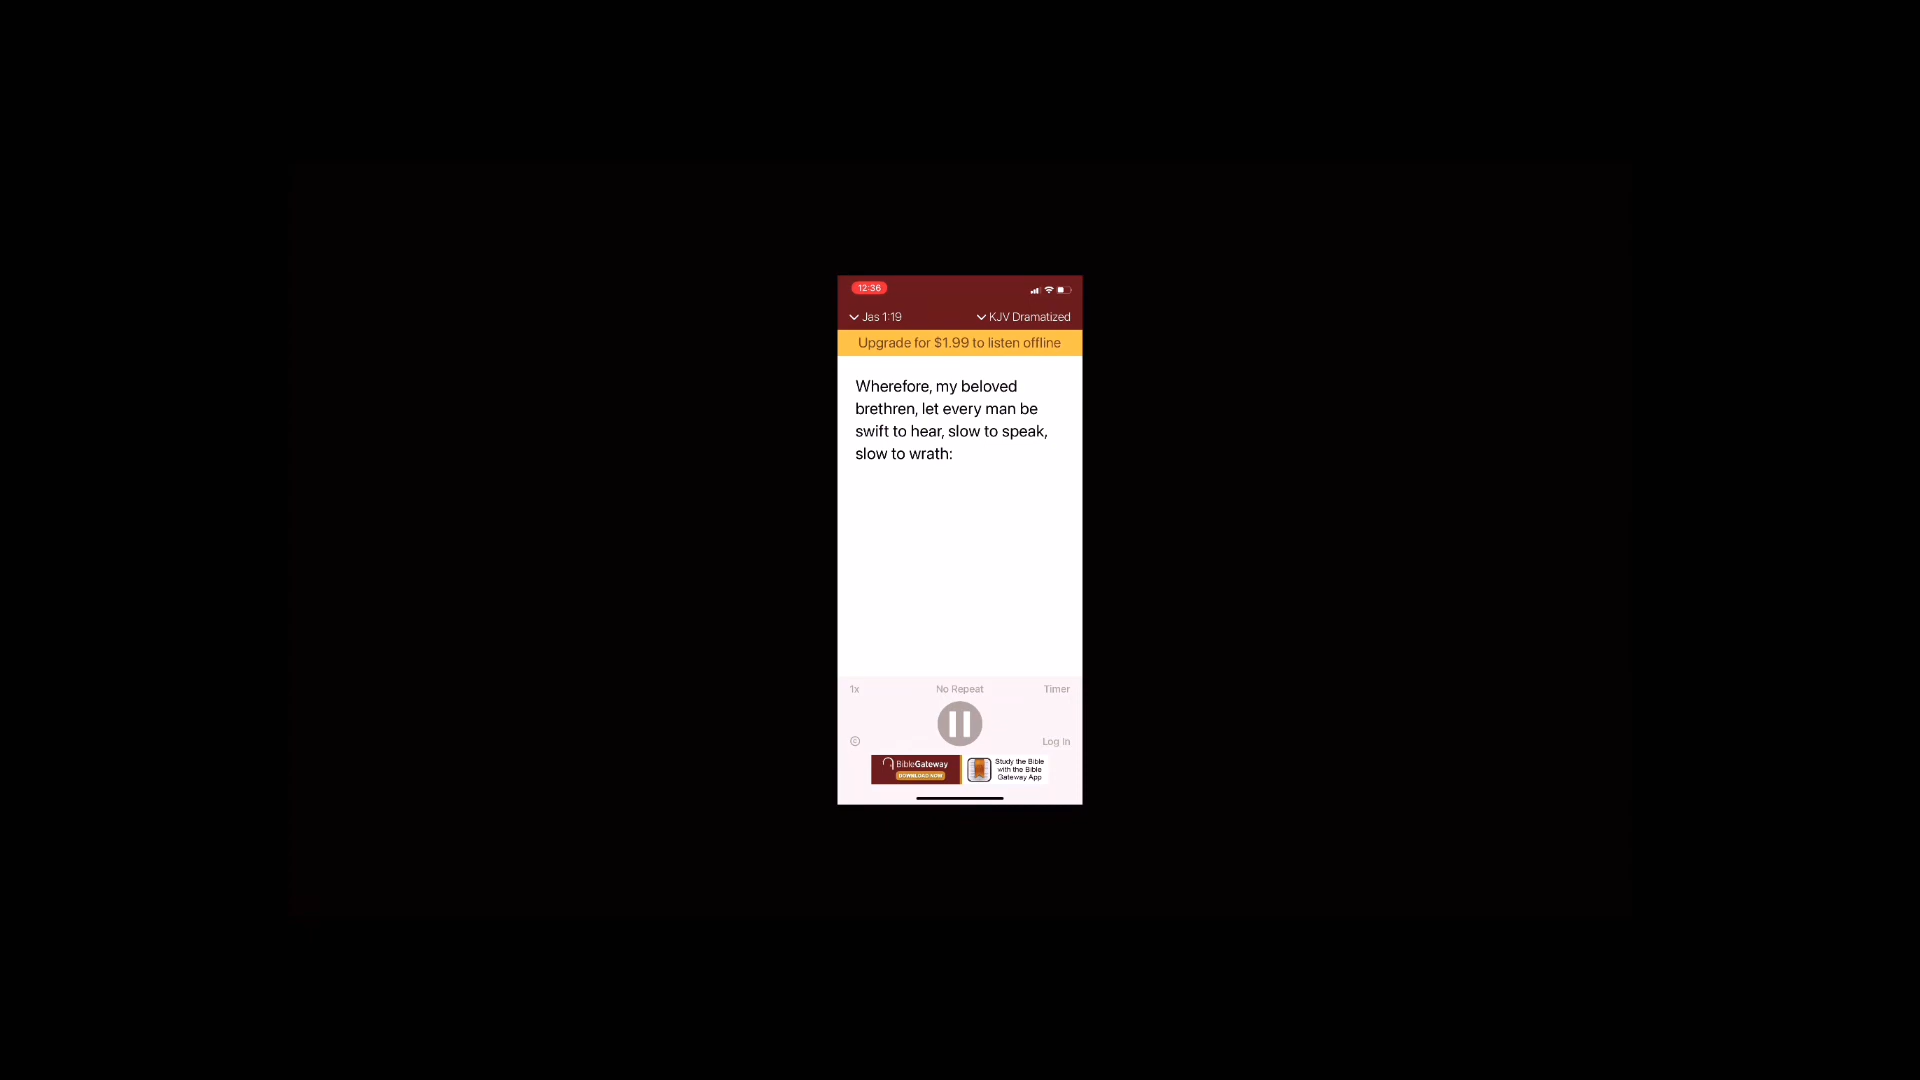 12:36
Jas 1:19
KJV Dramatized
Upgrade for $1.99 to listen offline
Wherefore, my beloved
brethren, let every man be
swift to hear, slow to speak,
slow to wrath:
1x
No Repeat
Timer
©
Log In
BibleGateway
DOWNLOAD NOW
Study the Bible
with the Bible
Gateway App